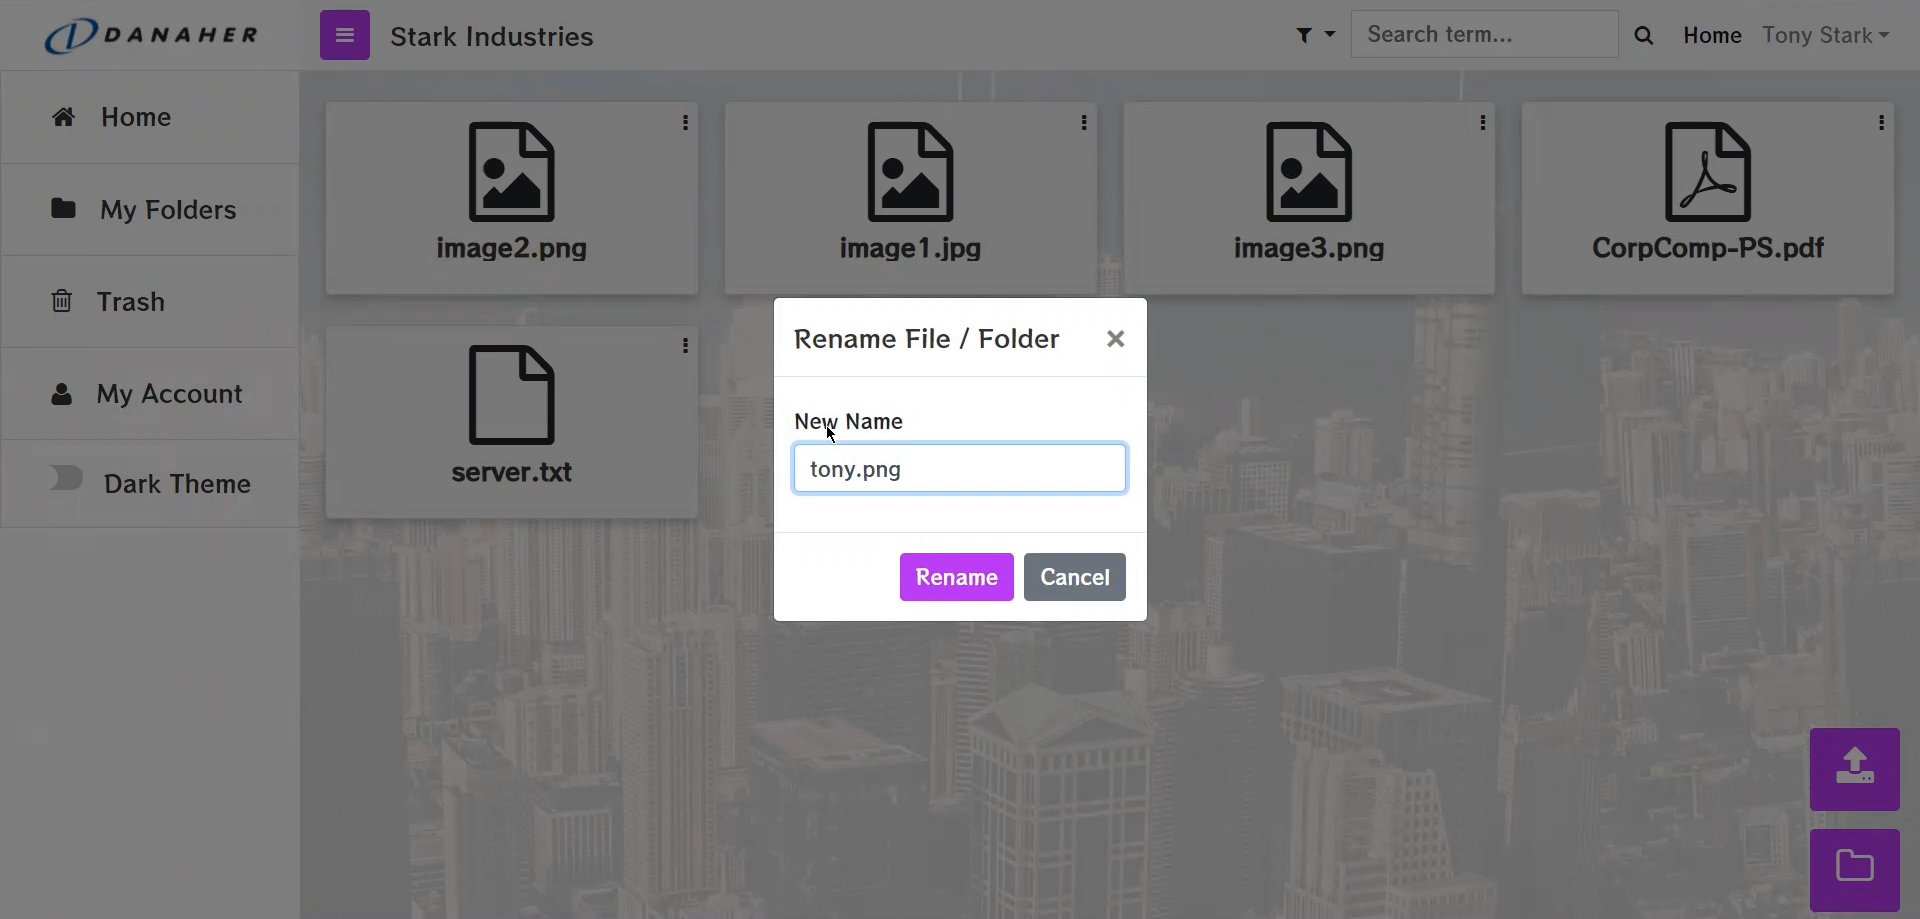 DANAHER
Stark Industries
Search term...
Home
Tony Stark
Home
My Folders
Trash
My Account
Dark Theme
image2.png
image1.jpg
image3.png
CorpComp-PS.pdf
server.txt
Rename File / Folder
New Name
tony.png
Rename
Cancel